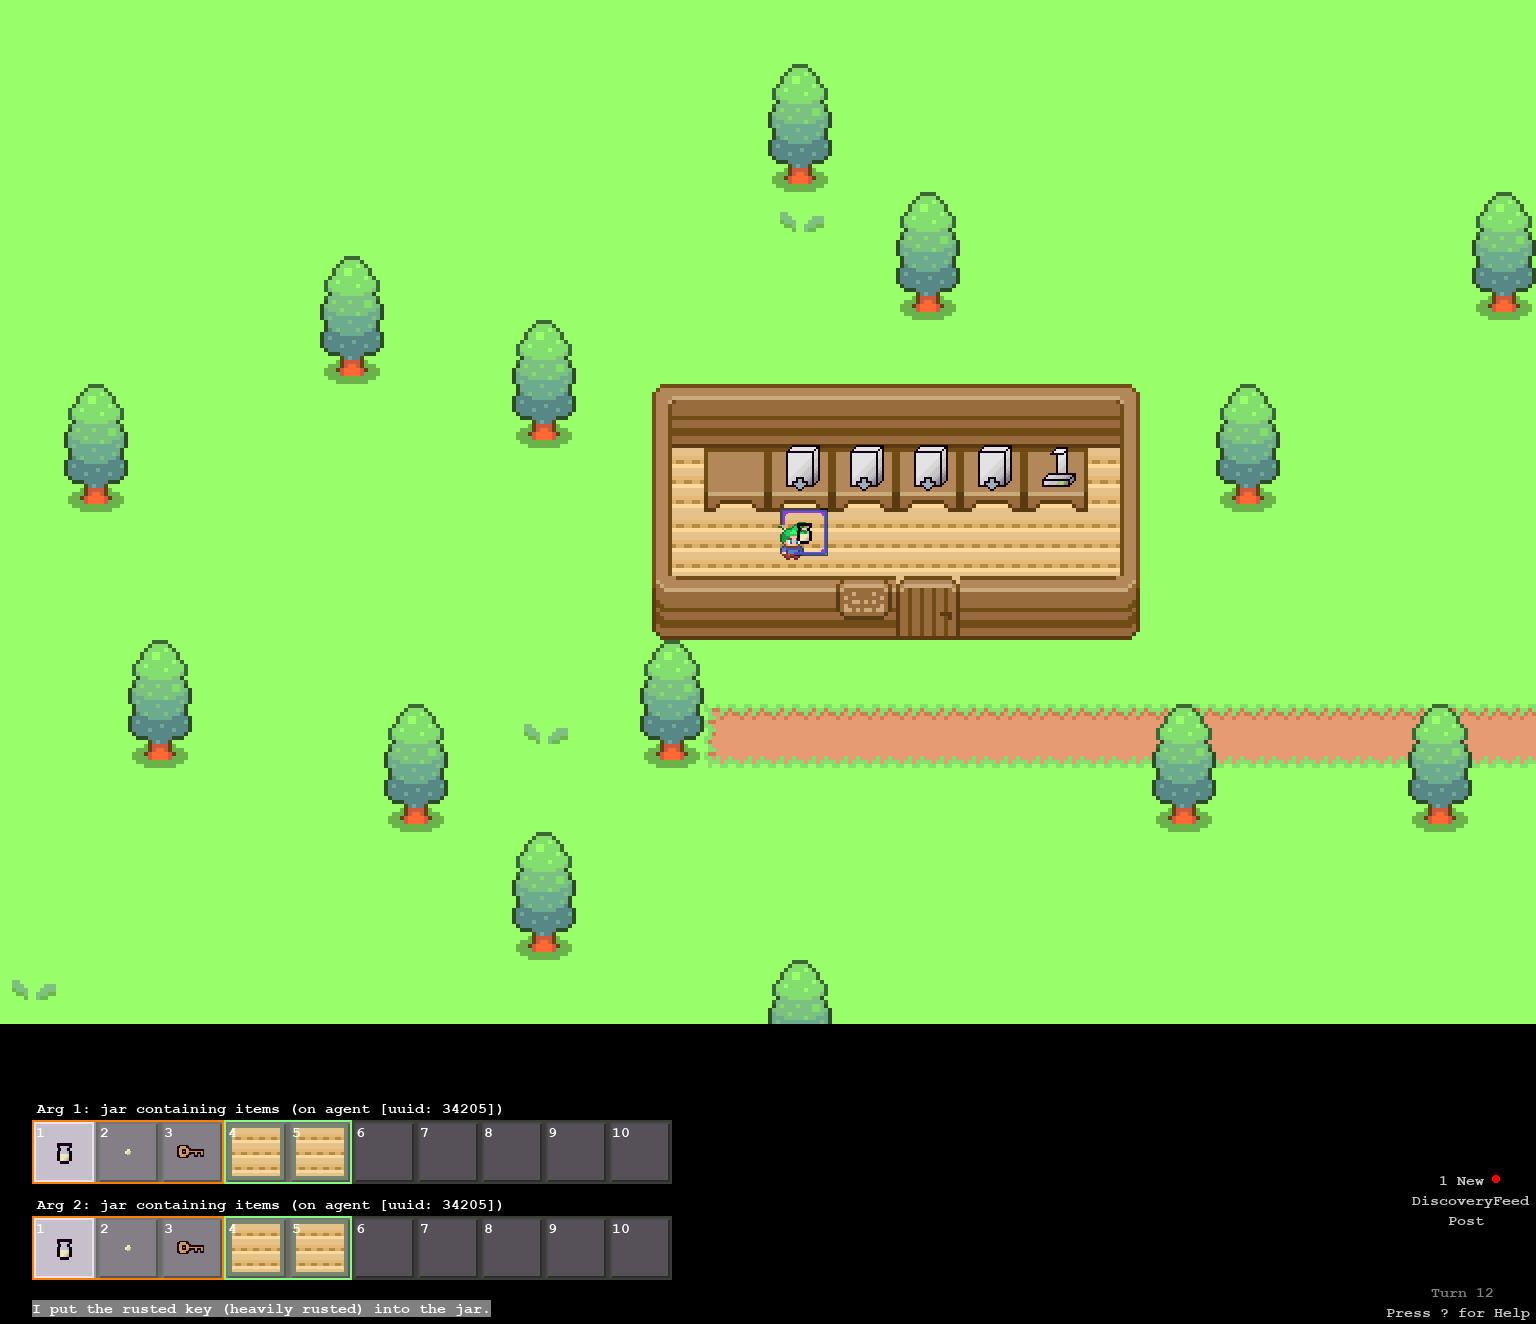 Arg 1: jar containing items (on agent [uuid: 34205])
1 2 3 4 5 6 7 8 9 10
Arg 2: jar containing items (on agent [uuid: 34205])
1 2 3 4 5 6 7 8 9 10
I put the rusted key (heavily rusted) into the jar.
1 New
DiscoveryFeed
Post
Turn 12
Press ? for Help